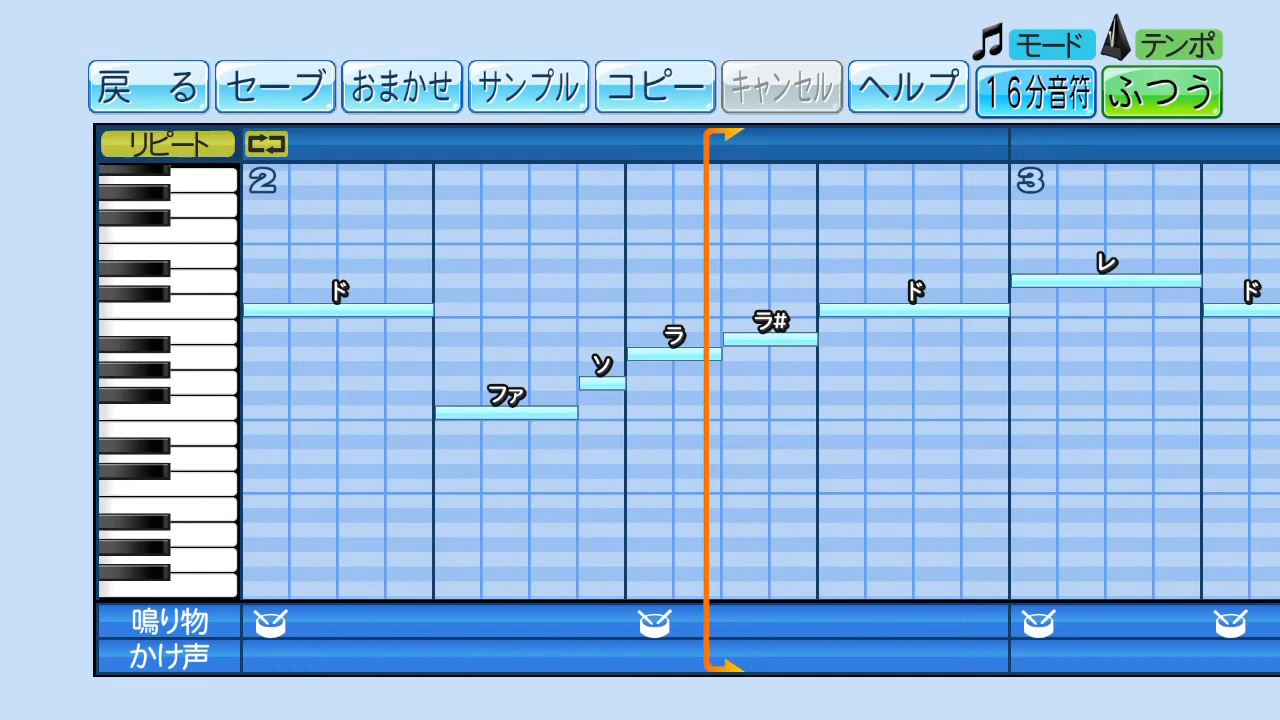 モード テンポ
戻る セーブ おまかせ サンプル コピー キャンセル ヘルプ 16分音符 ふつう
リピート
2 3
レ
ド ド ド
ラ#
ラ
ソ
ファ
鳴り物
かけ声